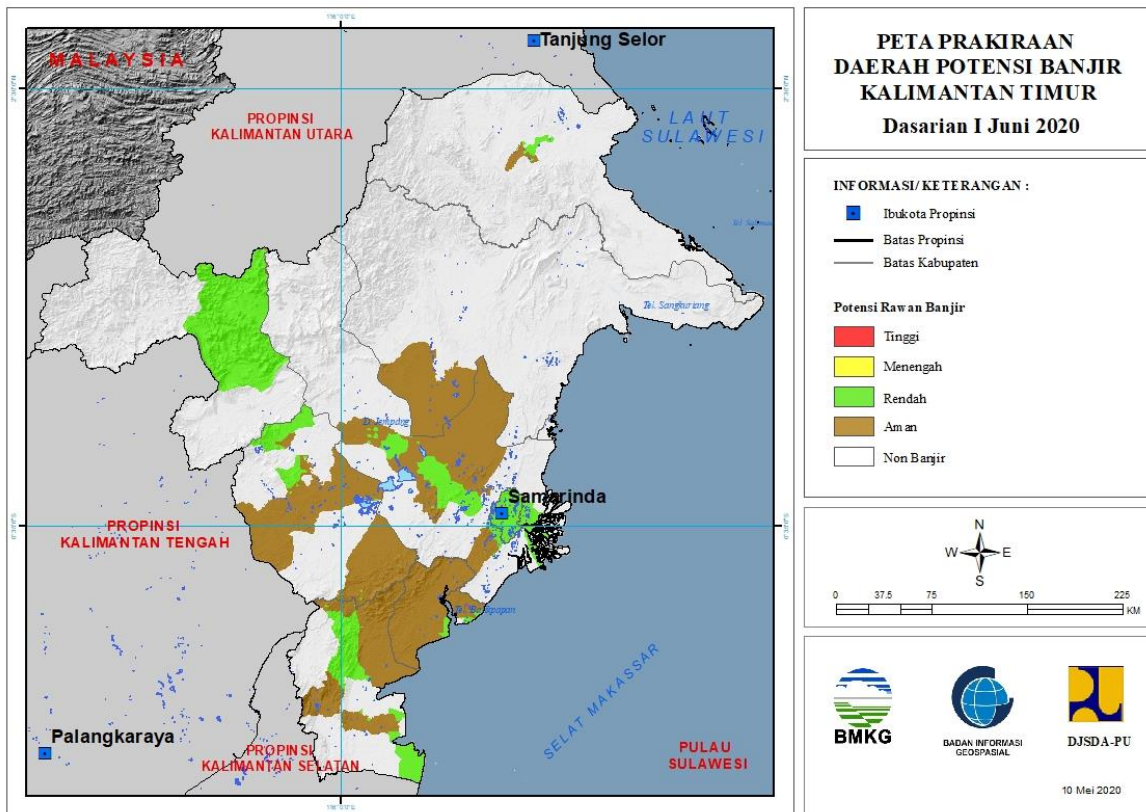 PETA PRAKIRAAN
DAERAH POTENSI BANJIR
KALIMANTAN TIMUR
Dasarian I Juni 2020
INFORMASI/ KETERANGAN :
Ibukota Propinsi
Batas Propinsi
Batas Kabupaten
Potensi Rawan Banjir
Tinggi
Menengah
Rendah
Aman
Non Banjir
N
W E
S
0 37.5 75 150 225
KM
BMKG
BADAN INFORMASI
GEOSPASIAL
DJSDA-PU
10 Mei 2020
Tanjung Selor
MALAYSIA
PROPINSI
KALIMANTAN UTARA
LAUT
SULAWESI
Tel. Sangkuriang
Samarinda
PROPINSI
KALIMANTAN TENGAH
SELAT MAKASSAR
Palangkaraya
PROPINSI
KALIMANTAN SELATAN
PULAU
SULAWESI